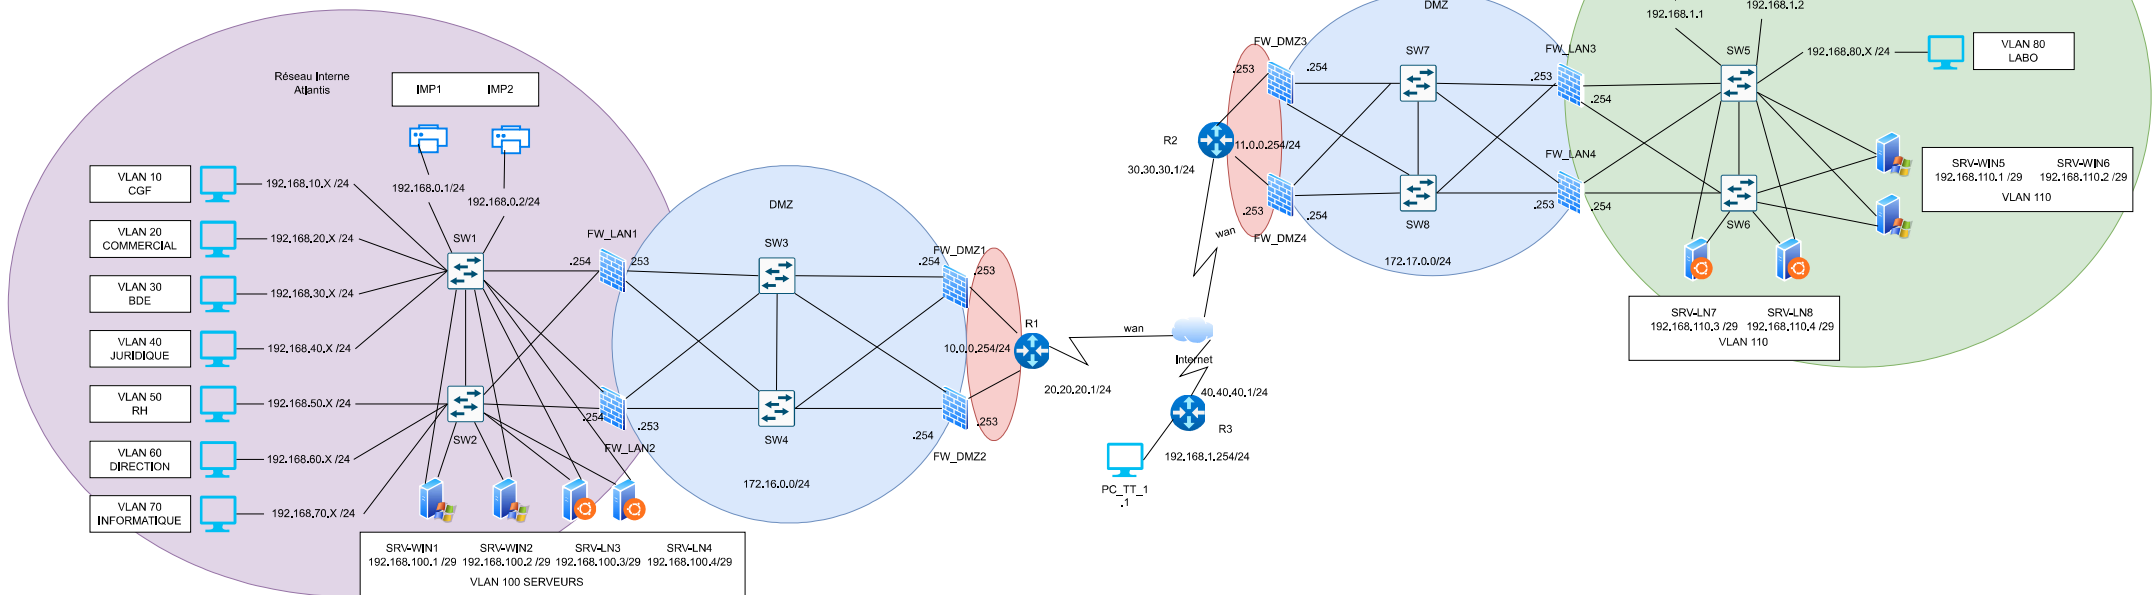 Réseau Interne
Atlantis
IMP1 IMP2
VLAN 10
CGF
192.168.10.X /24
VLAN 20
COMMERCIAL
192.168.20.X /24
VLAN 30
BDE
192.168.30.X /24
VLAN 40
JURIDIQUE
192.168.40.X /24
VLAN 50
RH
192.168.50.X /24
VLAN 60
DIRECTION
192.168.60.X /24
VLAN 70
INFORMATIQUE
192.168.70.X /24
192.168.0.1/24
192.168.0.2/24
SW1
SW2
SRV-WIN1 SRV-WIN2 SRV-LN3 SRV-LN4
192.168.100.1 /29 192.168.100.2 /29 192.168.100.3/29 192.168.100.4/29
VLAN 100 SERVEURS
FW_LAN1
.254
253
.254
.253
FW_LAN2
DMZ
SW3
SW4
172.16.0.0/24
FW_DMZ1
.254
.253
10.0.0.254/24
.254
.253
FW_DMZ2
R1
20.20.20.1/24
wan
Internet
wan
40.40.40.1/24
R3
192.168.1.254/24
PC_TT_1
.1
R2
30.30.30.1/24
FW_DMZ3
.253
.254
11.0.0.254/24
.253
.254
FW_DMZ4
DMZ
SW7
SW8
172.17.0.0/24
FW_LAN3
.253
.254
FW_LAN4
.253
.254
192.168.1.1
192.168.1.2
SW5
SW6
192.168.80.X /24
VLAN 80
LABO
SRV-WIN5 SRV-WIN6
192.168.110.1 /29 192.168.110.2 /29
VLAN 110
SRV-LN7 SRV-LN8
192.168.110.3 /29 192.168.110.4 /29
VLAN 110